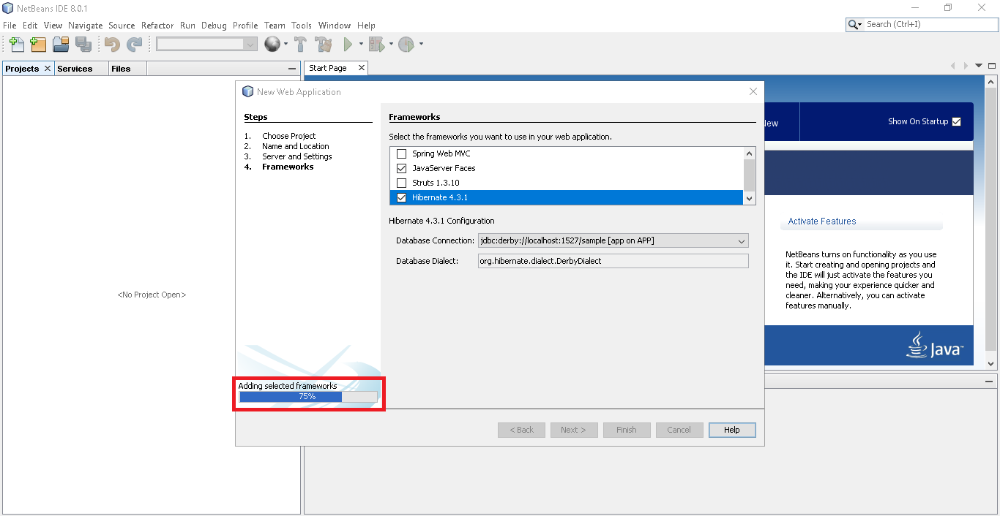 NetBeans IDE 8.0.1
File Edit View Navigate Source Refactor Run Debug Profile Team Tools Window Help
Search (Ctrl+I)
Projects Services Files
Start Page
New Web Application
Steps
1. Choose Project
2. Name and Location
3. Server and Settings
4. Frameworks
Frameworks
Select the frameworks you want to use in your web application.
Spring Web MVC
JavaServer Faces
Struts 1.3.10
Hibernate 4.3.1
Hibernate 4.3.1 Configuration
Database Connection: jdbc:derby://localhost:1527/sample [app on APP]
Database Dialect: org.hibernate.dialect.DerbyDialect
Adding selected frameworks
75%
< Back Next > Finish Cancel Help
<No Project Open>
Show On Startup
Activate Features
NetBeans turns on functionality as you use
it. Start creating and opening projects and
the IDE will just activate the features you
need, making your experience quicker and
cleaner. Alternatively, you can activate
features manually.
Java